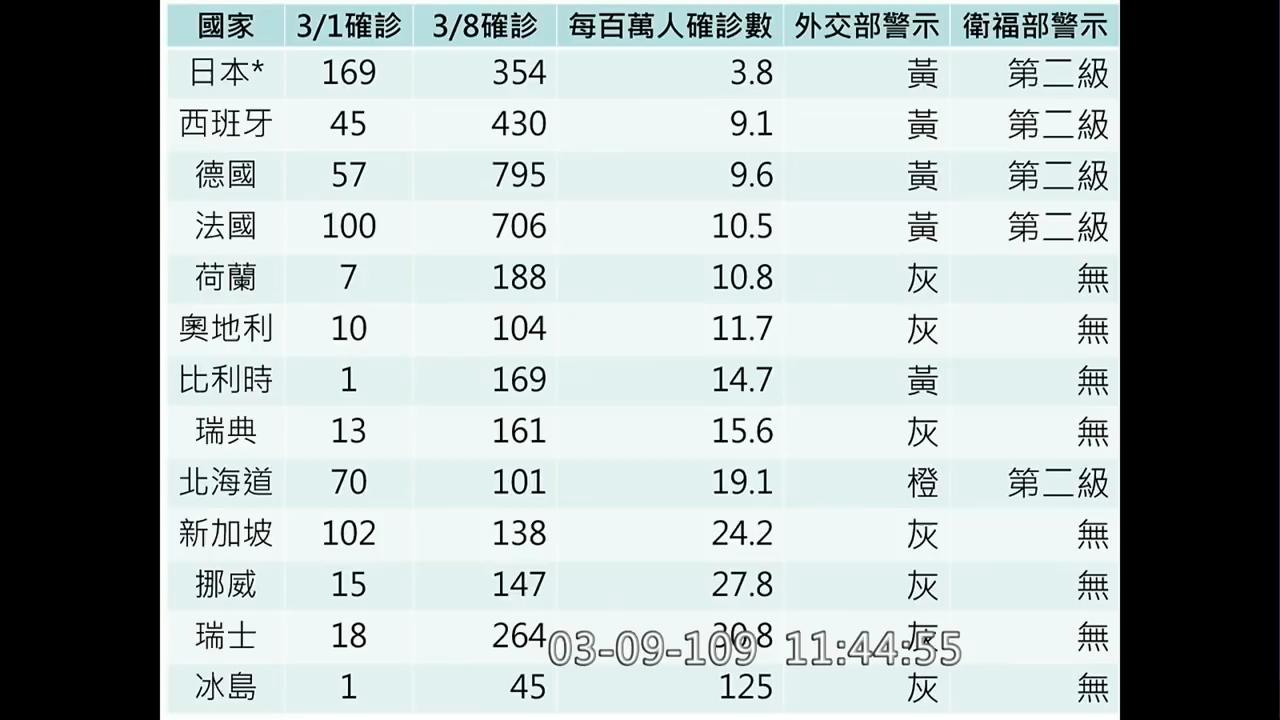 國家 3/1確診 3/8確診 每百萬人確診數 外交部警示 衛福部警示
日本* 169 354 3.8 黃 第二級
西班牙 45 430 9.1 黃 第二級
德國 57 795 9.6 黃 第二級
法國 100 706 10.5 黃 第二級
荷蘭 7 188 10.8 灰 無
奧地利 10 104 11.7 灰 無
比利時 1 169 14.7 黃 無
瑞典 13 161 15.6 灰 無
北海道 70 101 19.1 橙 第二級
新加坡 102 138 24.2 灰 無
挪威 15 147 27.8 灰 無
瑞士 18 264 30.8 灰 無
03-09-109 11:44:55
冰島 1 45 125 灰 無